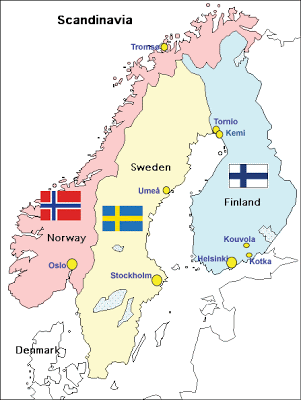 Scandinavia
Tromsø
Tornio
Kemi
Sweden
Umeå
Finland
Norway
Kouvola
Oslo
Helsinki
Kotka
Stockholm
Denmark